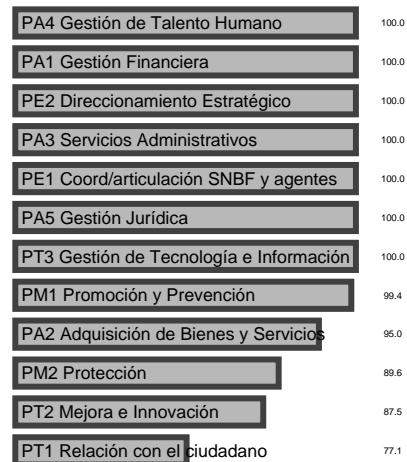 PA4 Gestión de Talento Humano 100.0
PA1 Gestión Financiera 100.0
PE2 Direccionamiento Estratégico 100.0
PA3 Servicios Administrativos 100.0
PE1 Coord/articulación SNBF y agentes 100.0
PA5 Gestión Jurídica 100.0
PT3 Gestión de Tecnología e Información 100.0
PM1 Promoción y Prevención 99.4
PA2 Adquisición de Bienes y Servicios 95.0
PM2 Protección 89.6
PT2 Mejora e Innovación 87.5
PT1 Relación con el ciudadano 77.1